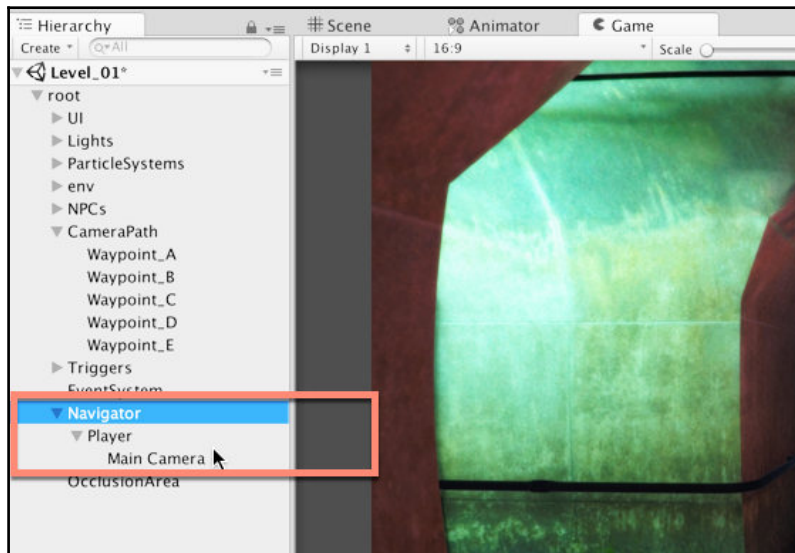 Hierarchy
Create
All
Level_01*
root
UI
Lights
ParticleSystems
env
NPCs
CameraPath
Waypoint_A
Waypoint_B
Waypoint_C
Waypoint_D
Waypoint_E
Triggers
EventSystem
Navigator
Player
Main Camera
OcclusionArea
Scene
Animator
Game
Display 1
16:9
Scale